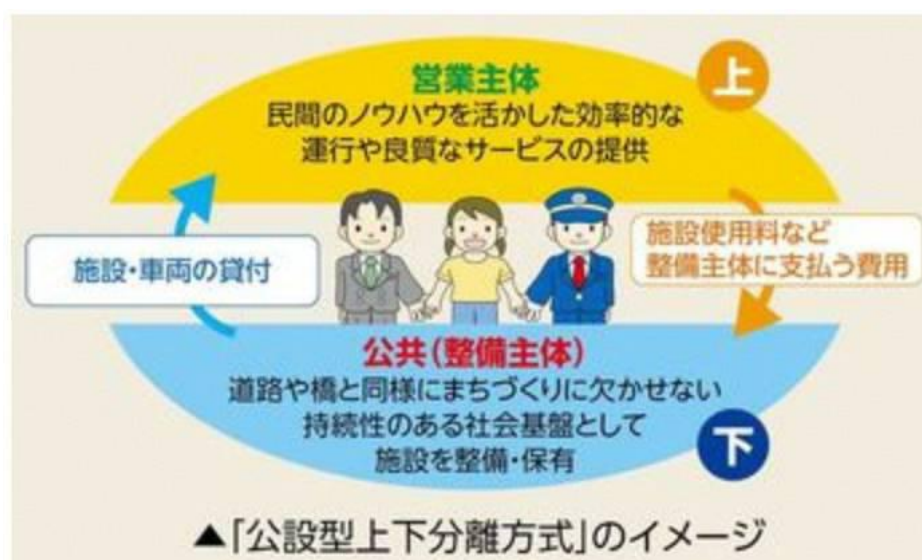 営業主体
上
民間のノウハウを活かした効率的な
運行や良質なサービスの提供
施設・車両の貸付
施設使用料など
整備主体に支払う費用
公共(整備主体)
道路や橋と同様にまちづくりに欠かせない
持続性のある社会基盤として
施設を整備・保有
下
▲「公設型上下分離方式」のイメージ